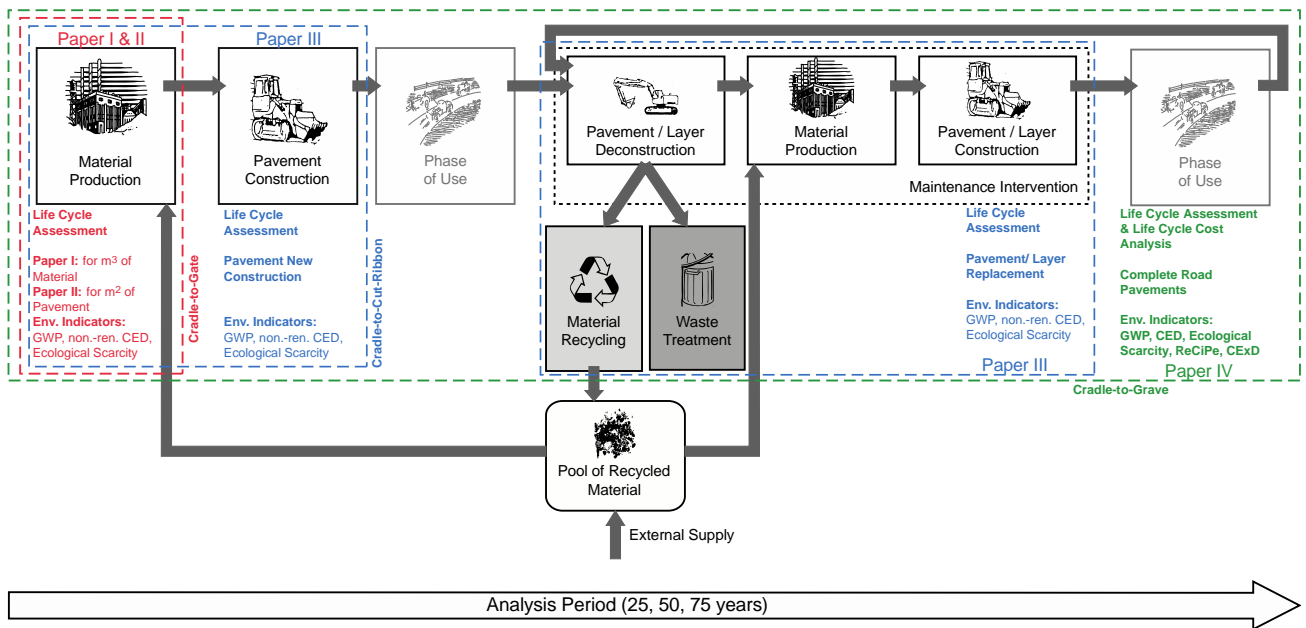 Paper I & II
Paper III
Material
Production
Pavement
Construction
Phase
of Use
Pavement / Layer
Deconstruction
Material
Production
Pavement / Layer
Construction
Maintenance Intervention
Phase
of Use
Life Cycle
Assessment
Paper I: for m3 of
Material
Paper II: for m2 of
Pavement
Env. Indicators:
GWP, non.-ren. CED,
Ecological Scarcity
Cradle-to-Gate
Life Cycle
Assessment
Pavement New
Construction
Env. Indicators:
GWP, non.-ren. CED,
Ecological Scarcity
Cradle-to-Cut-Ribbon
Material
Recycling
Waste
Treatment
Life Cycle
Assessment
Pavement/ Layer
Replacement
Env. Indicators:
GWP, non.-ren. CED,
Ecological Scarcity
Paper III
Life Cycle Assessment
& Life Cycle Cost
Analysis
Complete Road
Pavements
Env. Indicators:
GWP, CED, Ecological
Scarcity, ReCiPe, CExD
Paper IV
Cradle-to-Grave
Pool of Recycled
Material
External Supply
Analysis Period (25, 50, 75 years)